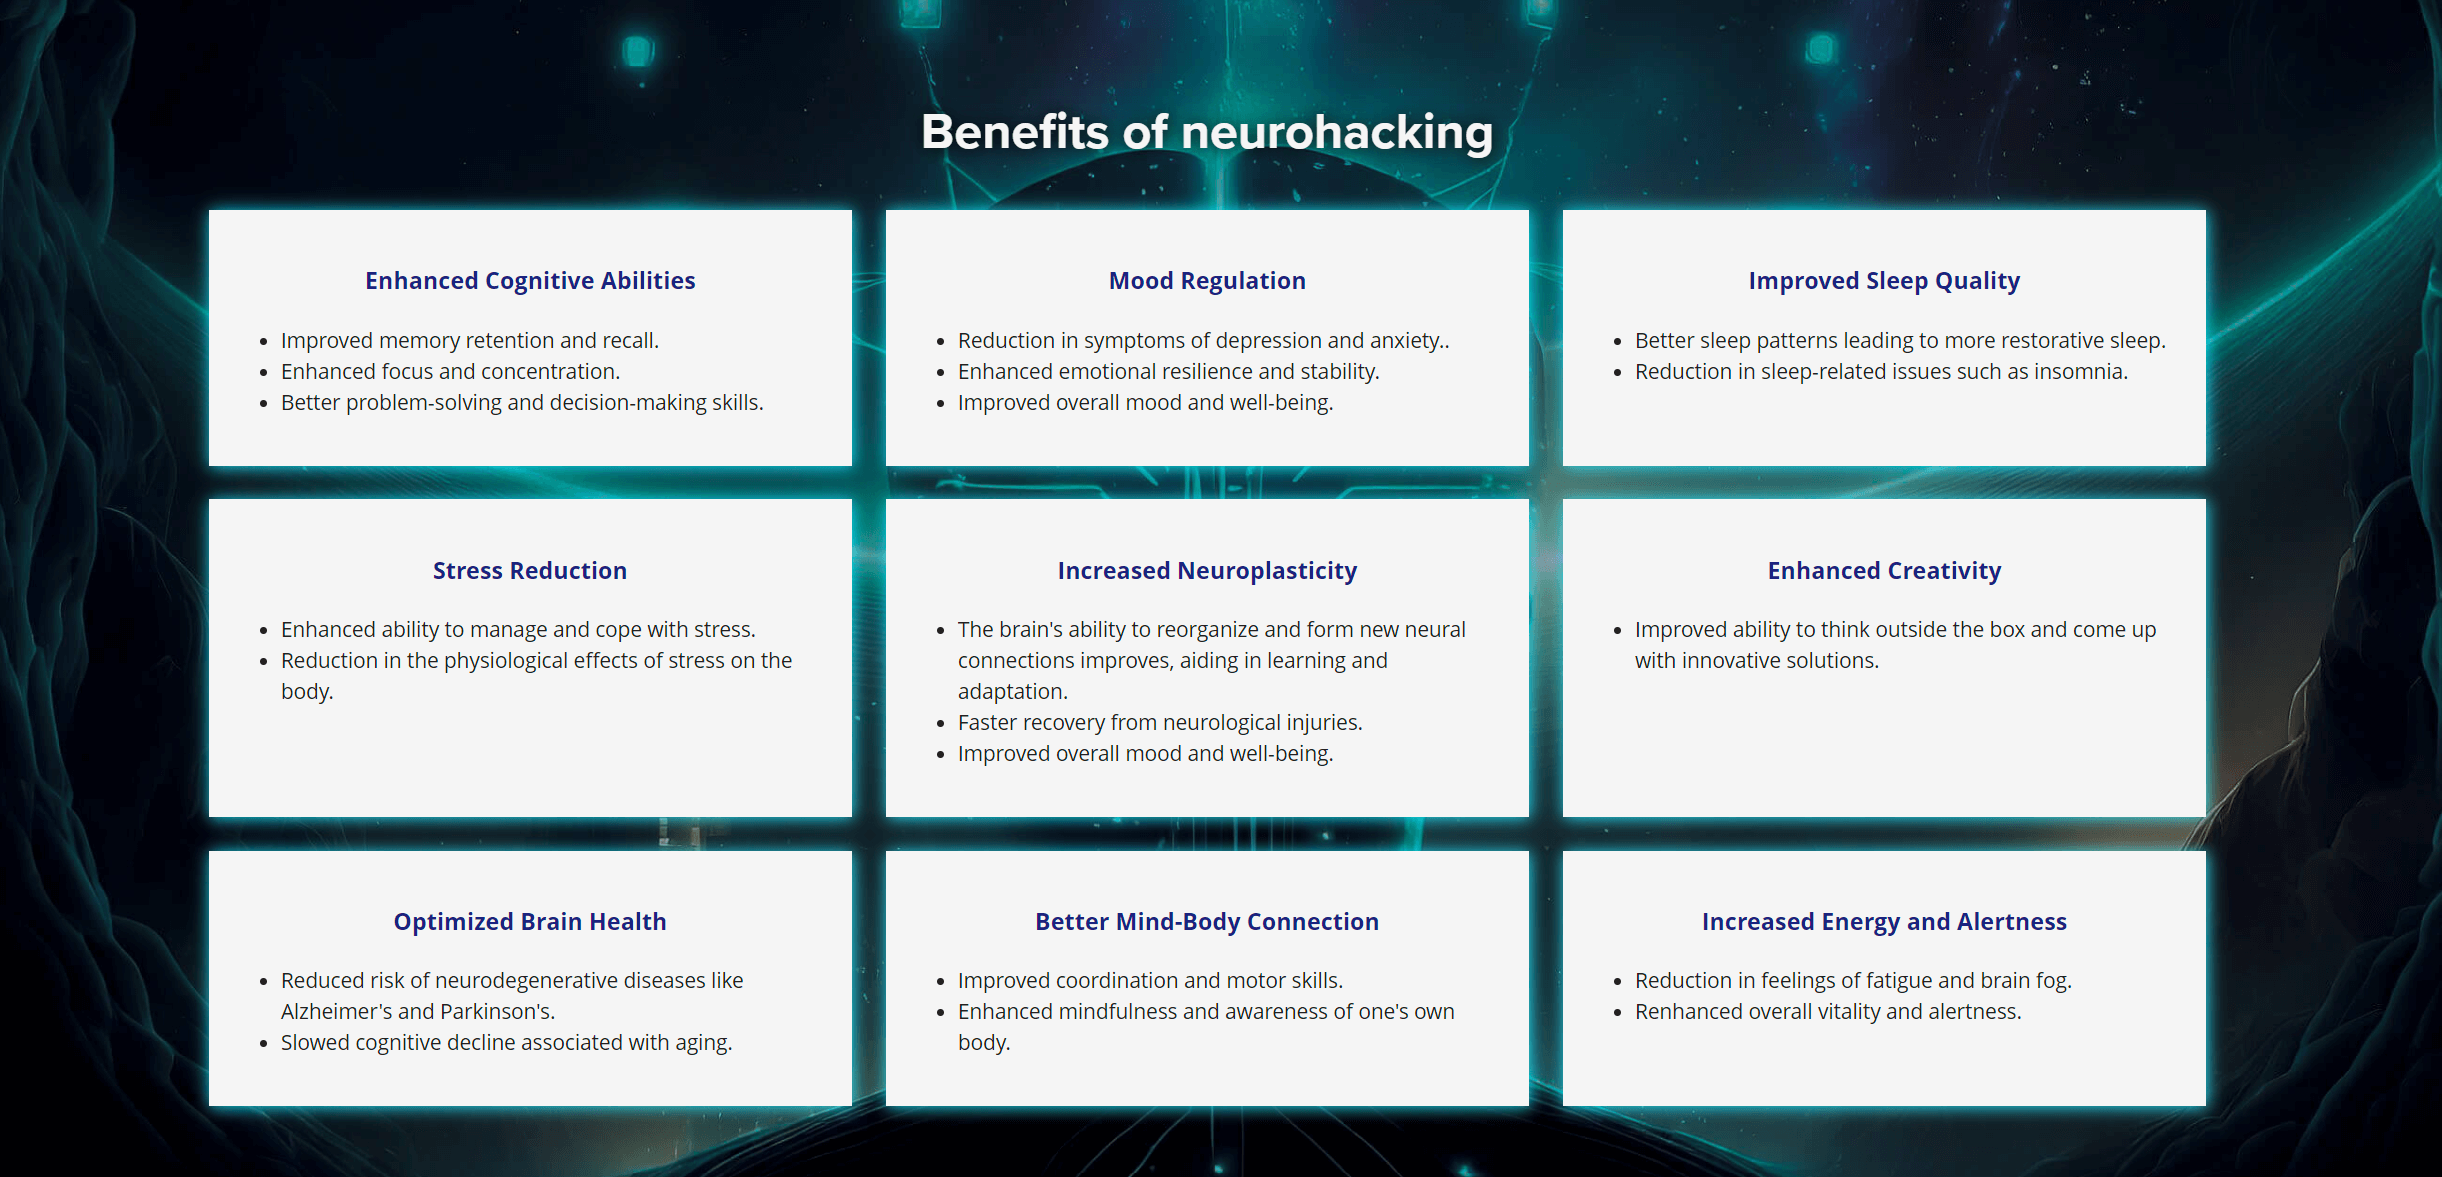 Benefits of neurohacking
Enhanced Cognitive Abilities
• Improved memory retention and recall.
• Enhanced focus and concentration.
• Better problem-solving and decision-making skills.
Mood Regulation
• Reduction in symptoms of depression and anxiety..
• Enhanced emotional resilience and stability.
• Improved overall mood and well-being.
Improved Sleep Quality
• Better sleep patterns leading to more restorative sleep.
• Reduction in sleep-related issues such as insomnia.
Stress Reduction
• Enhanced ability to manage and cope with stress.
• Reduction in the physiological effects of stress on the
body.
Increased Neuroplasticity
• The brain's ability to reorganize and form new neural
connections improves, aiding in learning and
adaptation.
• Faster recovery from neurological injuries.
• Improved overall mood and well-being.
Enhanced Creativity
• Improved ability to think outside the box and come up
with innovative solutions.
Optimized Brain Health
• Reduced risk of neurodegenerative diseases like
Alzheimer's and Parkinson's.
• Slowed cognitive decline associated with aging.
Better Mind-Body Connection
• Improved coordination and motor skills.
• Enhanced mindfulness and awareness of one's own
body.
Increased Energy and Alertness
• Reduction in feelings of fatigue and brain fog.
• Renhanced overall vitality and alertness.